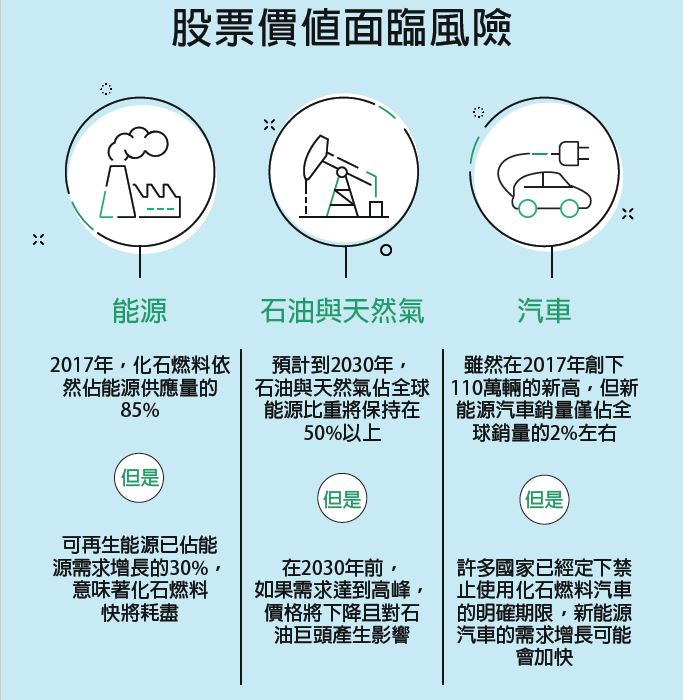 股票價值面臨風險
能源
2017年，化石燃料依
然佔能源供應量的
85%
但是
可再生能源已佔能
源需求增長的30%，
意味著化石燃料
快將耗盡
石油與天然氣
預計到2030年，
石油與天然氣佔全球
能源比重將保持在
50%以上
但是
在2030年前，
如果需求達到高峰，
價格將下降且對石
油巨頭產生影響
汽車
雖然在2017年創下
110萬輛的新高，但新
能源汽車銷量僅佔全
球銷量的2%左右
但是
許多國家已經定下禁
止使用化石燃料汽車
的明確期限，新能源
汽車的需求增長可能
會加快